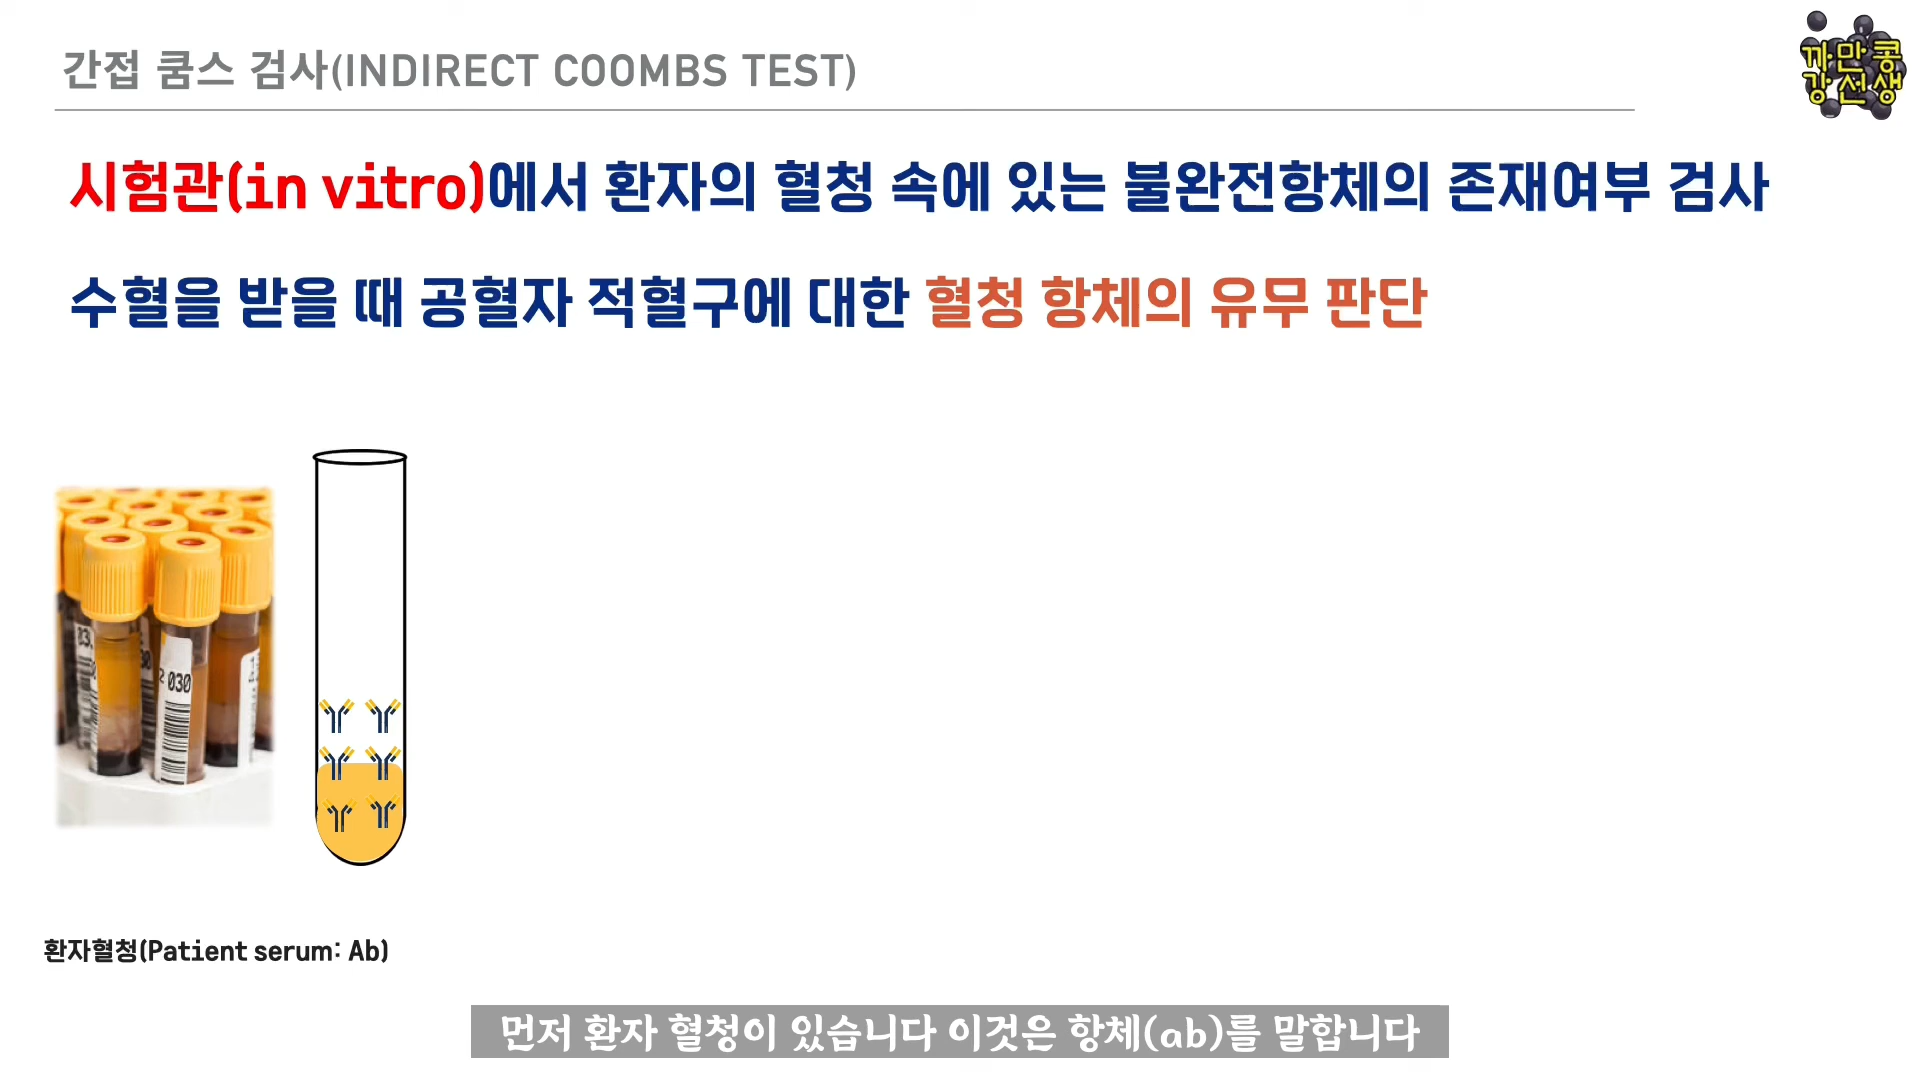 간접 쿰스 검사(INDIRECT COOMBS TEST)
까만콩
강선생
시험관(in vitro)에서 환자의 혈청 속에 있는 불완전항체의 존재여부 검사
수혈을 받을 때 공혈자 적혈구에 대한 혈청 항체의 유무 판단
03.
30
2 030
환자혈청(Patient serum: Ab)
먼저 환자 혈청이 있습니다 이것은 항체(ab)를 말합니다